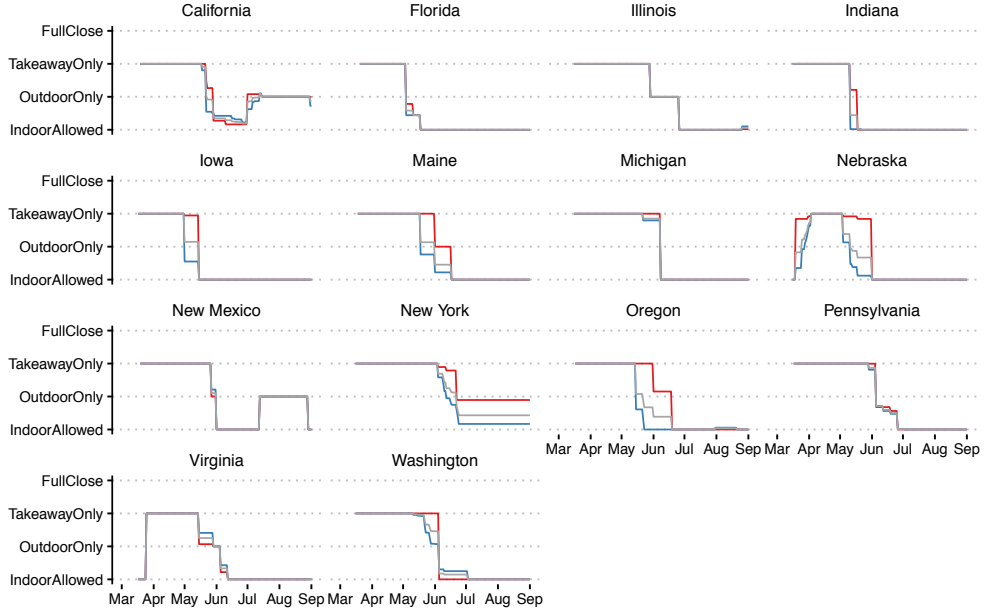 California Florida Illinois Indiana
FullClose
TakeawayOnly
OutdoorOnly
IndoorAllowed
Iowa Maine Michigan Nebraska
FullClose
TakeawayOnly
OutdoorOnly
IndoorAllowed
New Mexico New York Oregon Pennsylvania
FullClose
TakeawayOnly
OutdoorOnly
IndoorAllowed
Mar Apr May Jun Jul Aug Sep Mar Apr May Jun Jul Aug Sep
Virginia Washington
FullClose
TakeawayOnly
OutdoorOnly
IndoorAllowed
Mar Apr May Jun Jul Aug Sep Mar Apr May Jun Jul Aug Sep